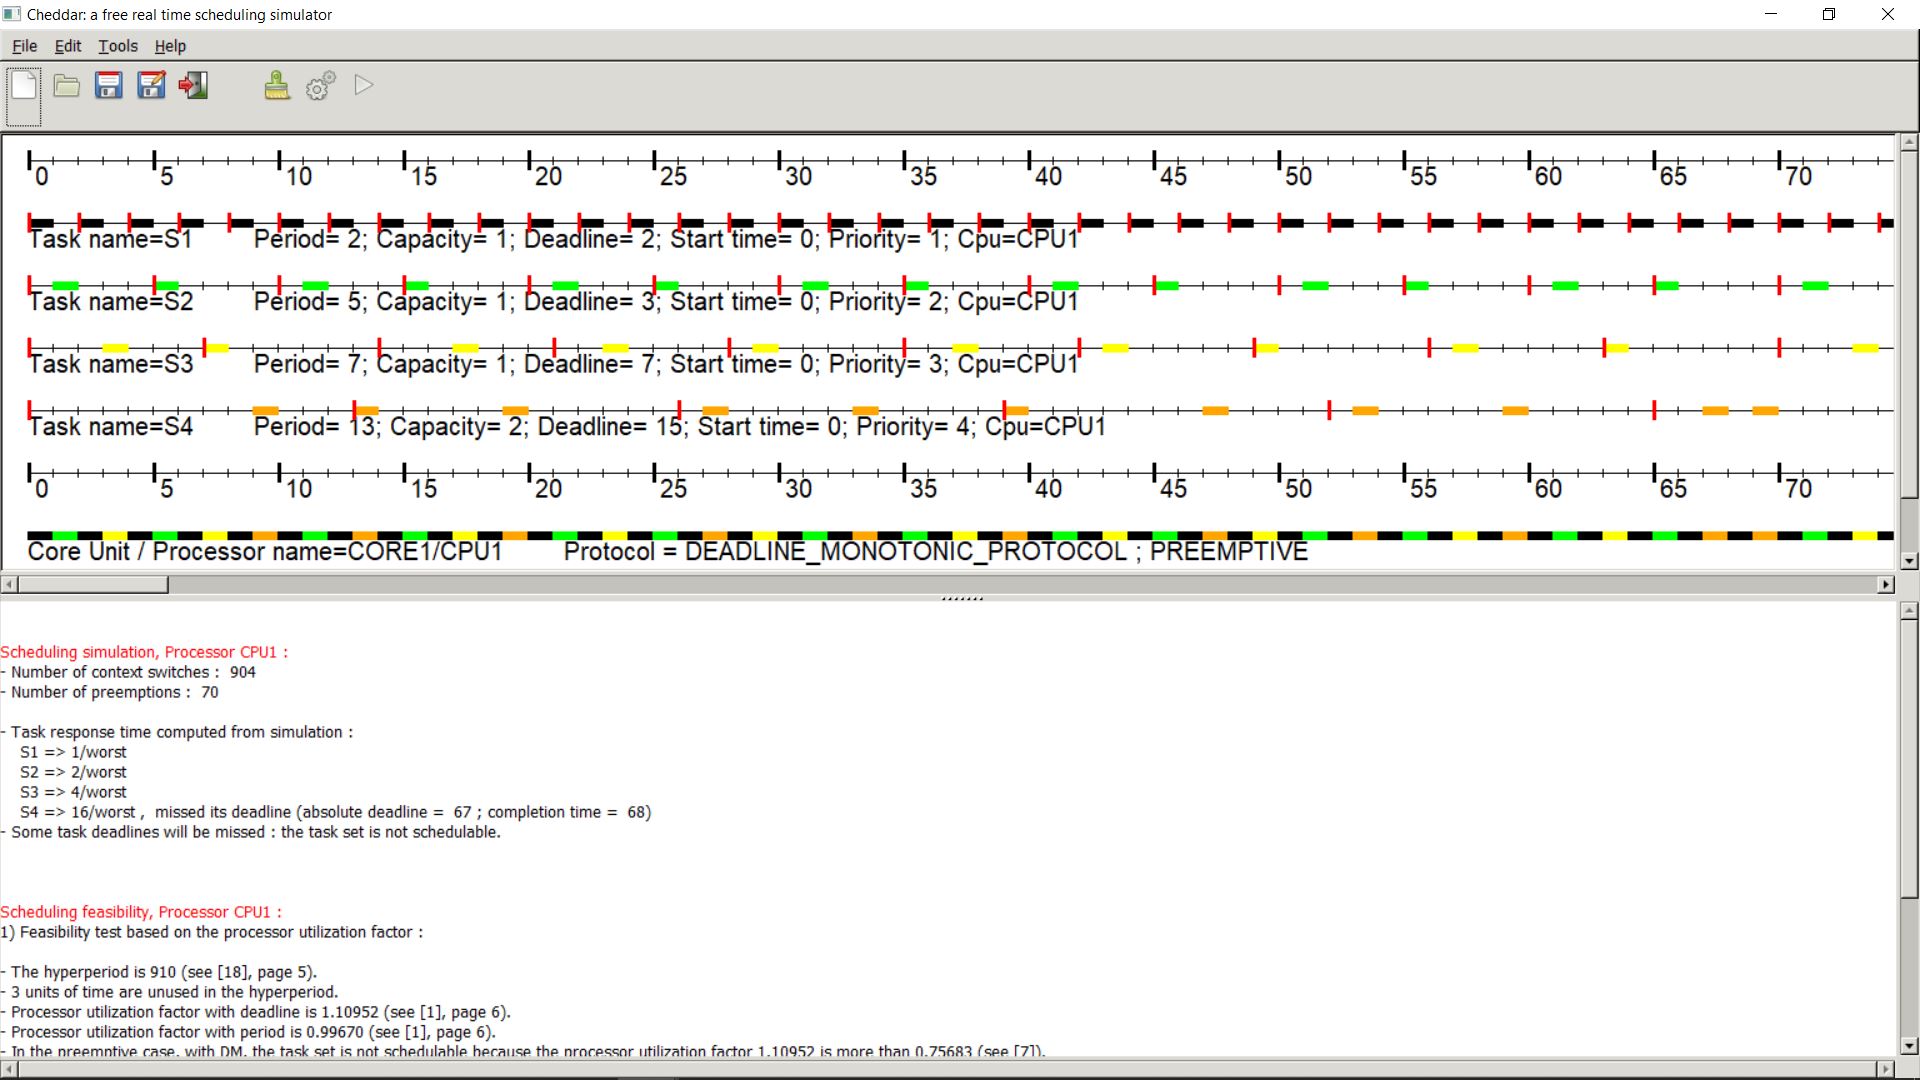 Cheddar: a free real time scheduling simulator
File Edit Tools Help
0 5 10 15 20 25 30 35 40 45 50 55 60 65 70
Task name=S1 Period= 2; Capacity= 1; Deadline= 2; Start time= 0; Priority= 1; Cpu=CPU1
Task name=S2 Period= 5; Capacity= 1; Deadline= 3; Start time= 0; Priority= 2; Cpu=CPU1
Task name=S3 Period= 7; Capacity= 1; Deadline= 7; Start time= 0; Priority= 3; Cpu=CPU1
Task name=S4 Period= 13; Capacity= 2; Deadline= 15; Start time= 0; Priority= 4; Cpu=CPU1
0 5 10 15 20 25 30 35 40 45 50 55 60 65 70
Core Unit / Processor name=CORE1/CPU1 Protocol = DEADLINE_MONOTONIC_PROTOCOL ; PREEMPTIVE
Scheduling simulation, Processor CPU1 :
- Number of context switches : 904
- Number of preemptions : 70
- Task response time computed from simulation :
S1 => 1/worst
S2 => 2/worst
S3 => 4/worst
S4 => 16/worst , missed its deadline (absolute deadline = 67 ; completion time = 68)
- Some task deadlines will be missed : the task set is not schedulable.
Scheduling feasibility, Processor CPU1 :
1) Feasibility test based on the processor utilization factor :
- The hyperperiod is 910 (see [18], page 5).
- 3 units of time are unused in the hyperperiod.
- Processor utilization factor with deadline is 1.10952 (see [1], page 6).
- Processor utilization factor with period is 0.99670 (see [1], page 6).
- In the preemptive case, with DM, the task set is not schedulable because the processor utilization factor 1.10952 is more than 0.75683 (see [7]).